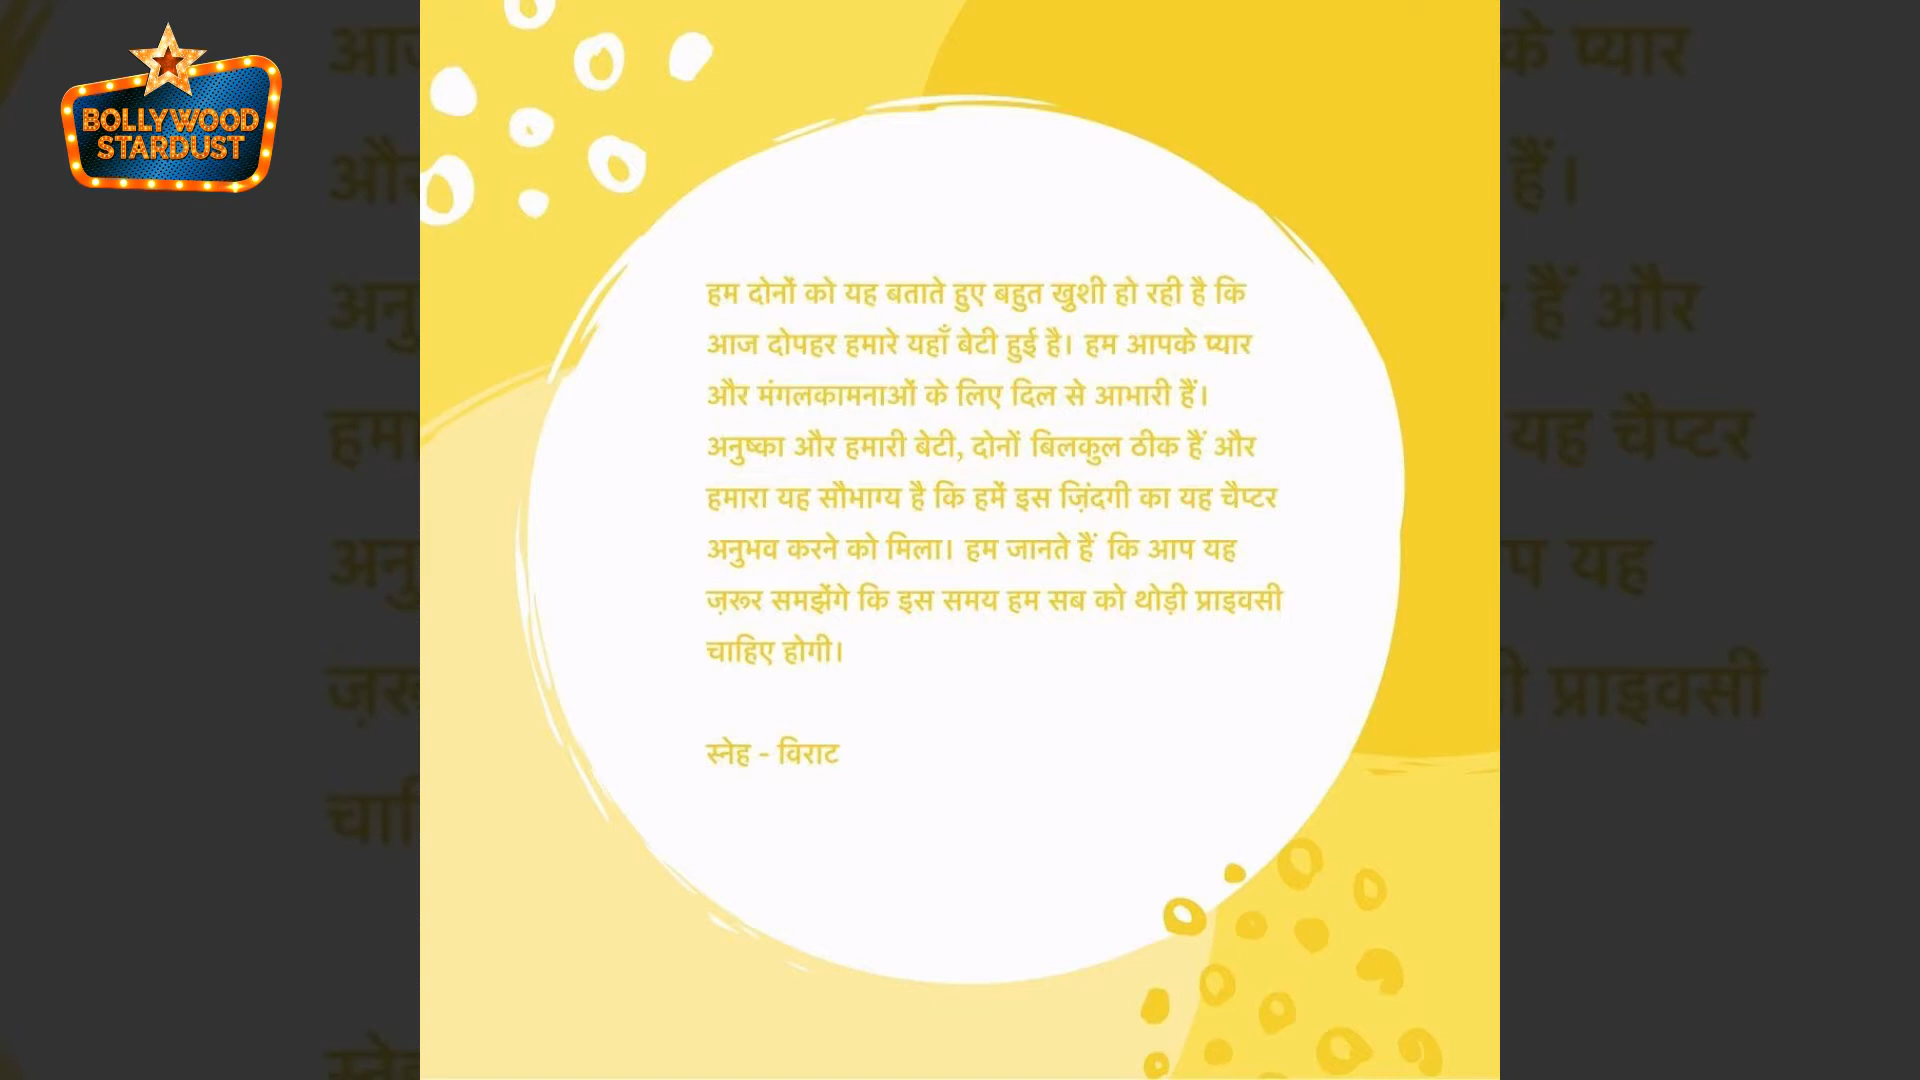 BOLLYWOOD
STARDUST
हम दोनों को यह बताते हुए बहुत खुशी हो रही है कि
आज दोपहर हमारे यहाँ बेटी हुई है। हम आपके प्यार
और मंगलकामनाओं के लिए दिल से आभारी हैं।
अनुष्का और हमारी बेटी, दोनों बिलकुल ठीक हैं और
हमारा यह सौभाग्य है कि हमें इस ज़िंदगी का यह चैप्टर
अनुभव करने को मिला। हम जानते हैं कि आप यह
ज़रूर समझेंगे कि इस समय हम सब को थोड़ी प्राइवसी
चाहिए होगी।
स्नेह - विराट